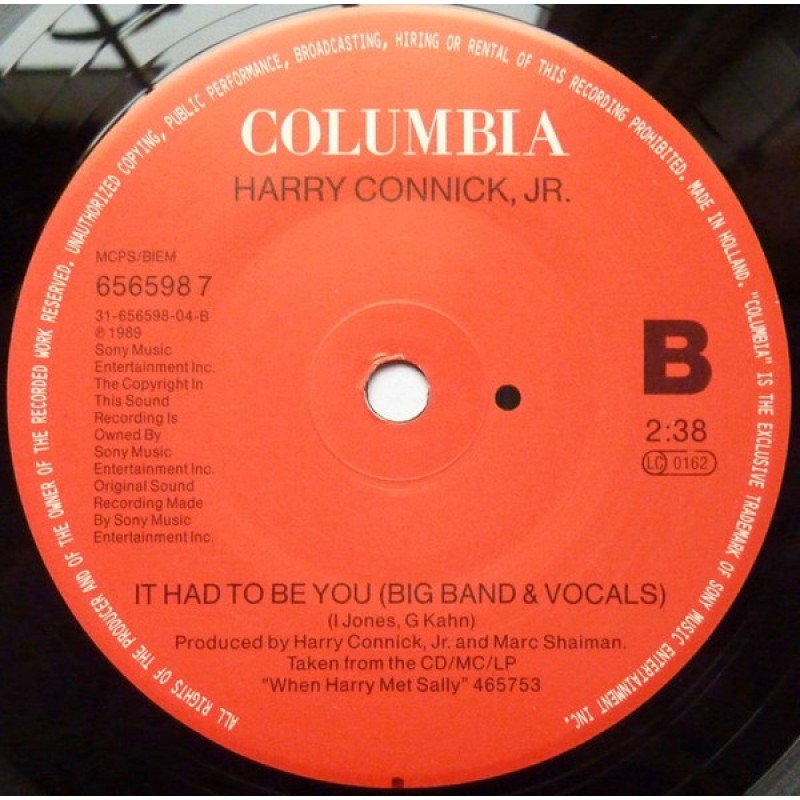 ALL RIGHTS OF THE PRODUCER AND OF THE OWNER OF THE RECORDED WORK RESERVED. UNAUTHORIZED COPYING, PUBLIC PERFORMANCE, BROADCASTING, HIRING OR RENTAL OF THIS RECORDING PROHIBITED. MADE IN HOLLAND. "COLUMBIA" IS THE EXCLUSIVE TRADEMARK OF SONY MUSIC ENTERTAINMENT INC.
COLUMBIA
HARRY CONNICK, JR.
MCPS/BIEM
656598 7
31-656598-04-B
℗ 1989
Sony Music
Entertainment Inc.
The Copyright In
This Sound
Recording Is
Owned By
Sony Music
Entertainment Inc.
Original Sound
Recording Made
By Sony Music
Entertainment Inc.
B
2:38
LC 0162
IT HAD TO BE YOU (BIG BAND & VOCALS)
(I Jones, G Kahn)
Produced by Harry Connick, Jr. and Marc Shaiman.
Taken from the CD/MC/LP
"When Harry Met Sally" 465753